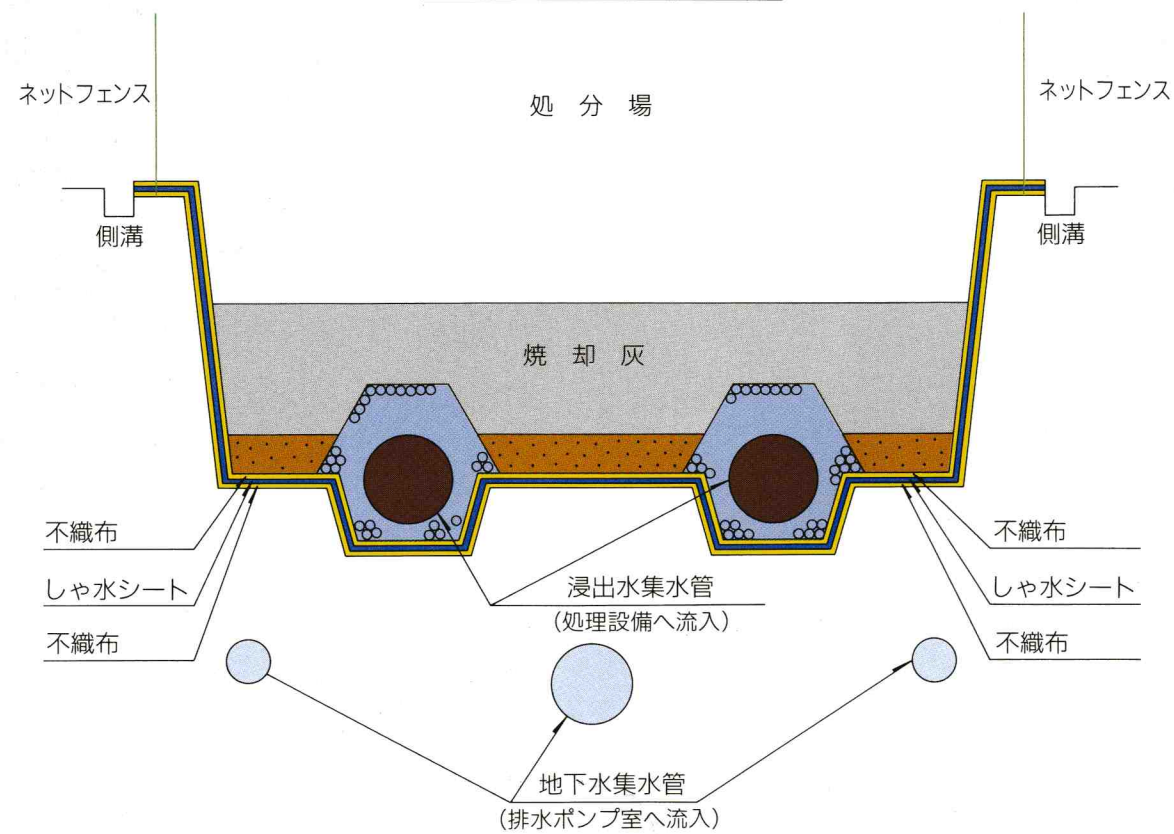 ネットフェンス
処分場
ネットフェンス
側溝
側溝
焼却灰
不織布
しゃ水シート
不織布
浸出水集水管
(処理設備へ流入)
不織布
しゃ水シート
不織布
地下水集水管
(排水ポンプ室へ流入)